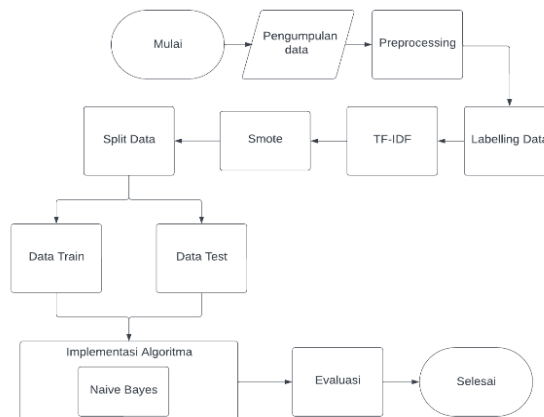 Mulai
Pengumpulan
data
Preprocessing
Labelling Data
TF-IDF
Smote
Split Data
Data Train
Data Test
Implementasi Algoritma
Naive Bayes
Evaluasi
Selesai